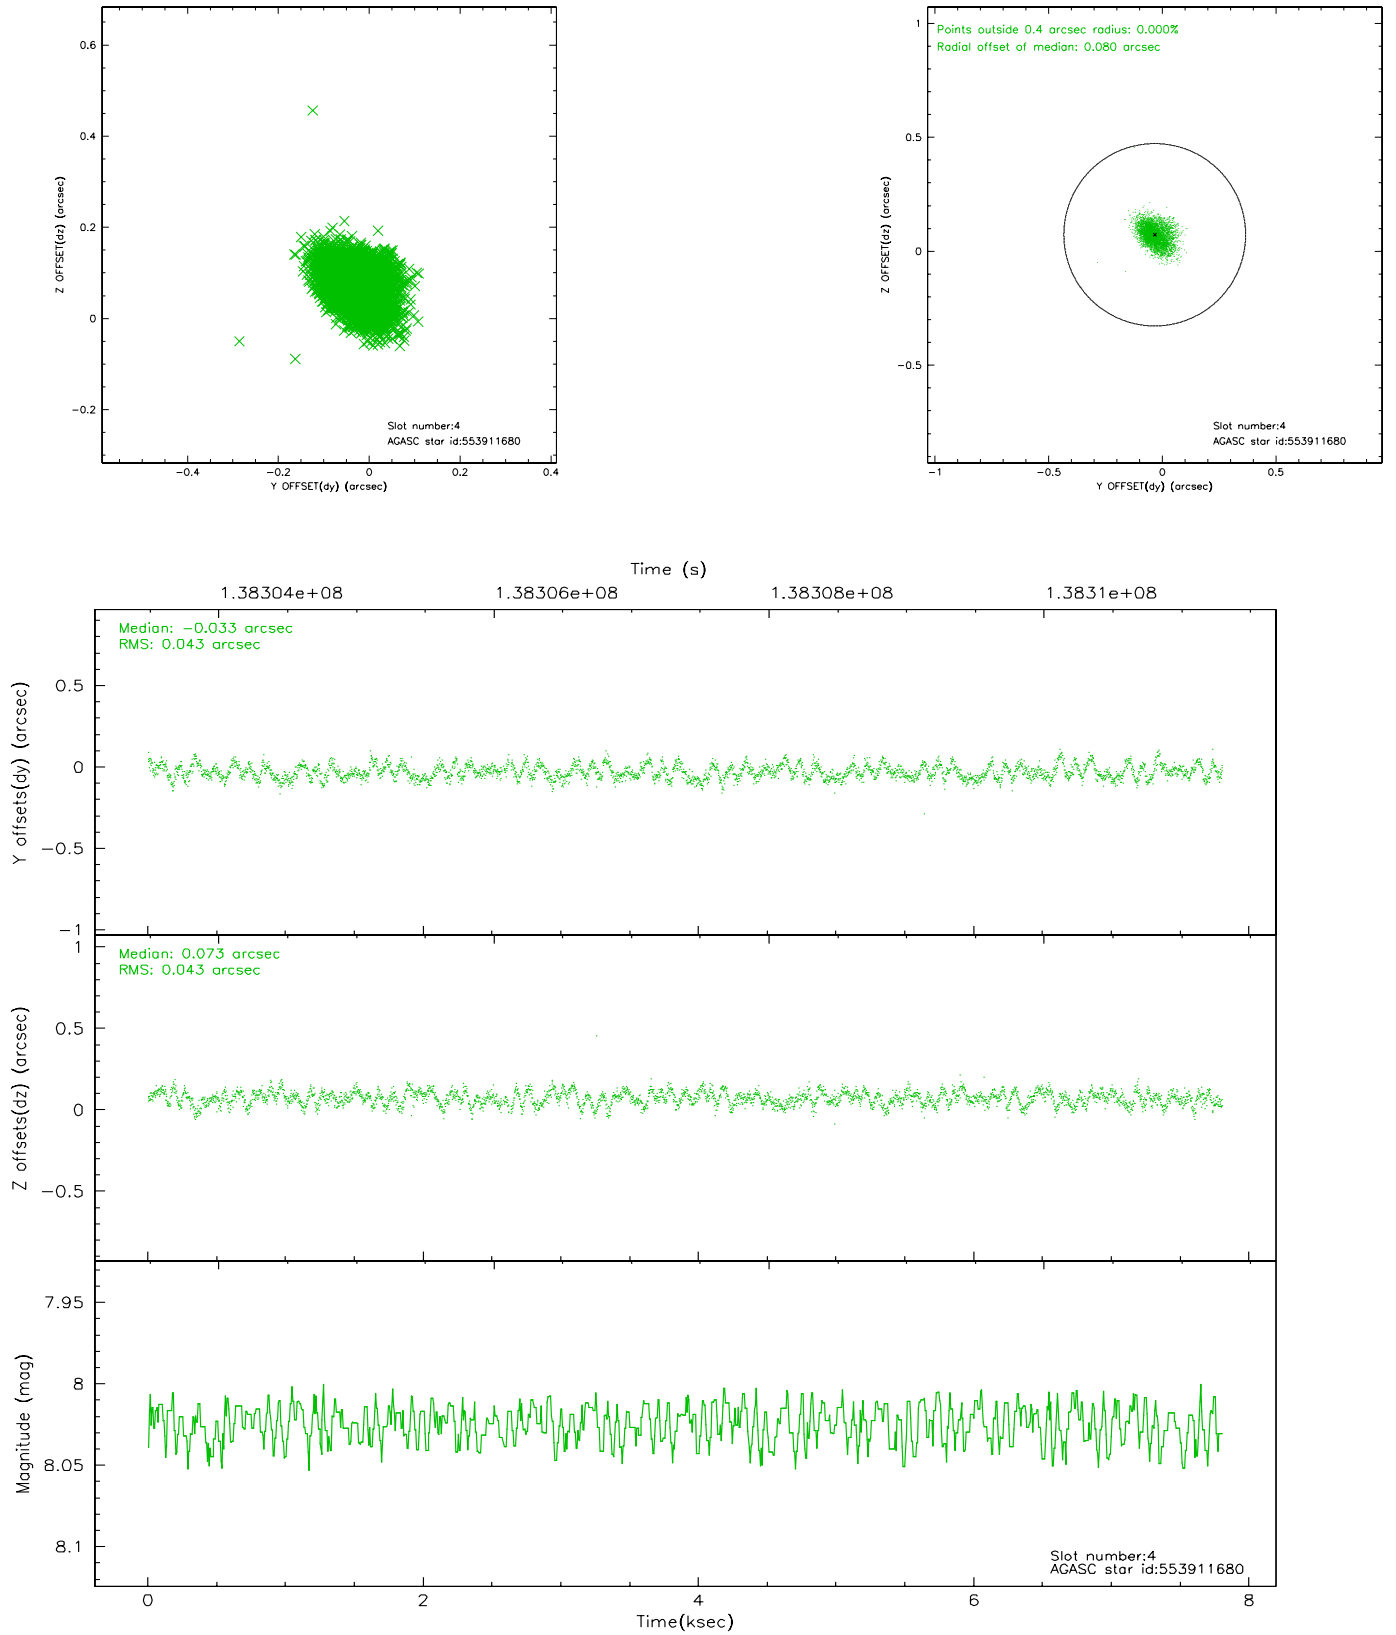 0.6
0.4
0.2
0
−0.2
−0.4
−0.2
0
0.2
0.4
Z OFFSET(dz) (arcsec)
Y OFFSET(dy) (arcsec)
Slot number:4
AGASC star id:553911680
Points outside 0.4 arcsec radius: 0.000%
Radial offset of median: 0.080 arcsec
1
0.5
0
−0.5
−1
−0.5
0
0.5
Z OFFSET(dz) (arcsec)
Y OFFSET(dy) (arcsec)
Slot number:4
AGASC star id:553911680
Time (s)
1.38304e+08
1.38306e+08
1.38308e+08
1.3831e+08
Median: −0.033 arcsec
RMS: 0.043 arcsec
0.5
0
−0.5
−1
Y offsets(dy) (arcsec)
Median: 0.073 arcsec
RMS: 0.043 arcsec
1
0.5
0
−0.5
Z offsets(dz) (arcsec)
7.95
8
8.05
8.1
Magnitude (mag)
Slot number:4
AGASC star id:553911680
0
2
4
6
8
Time(ksec)